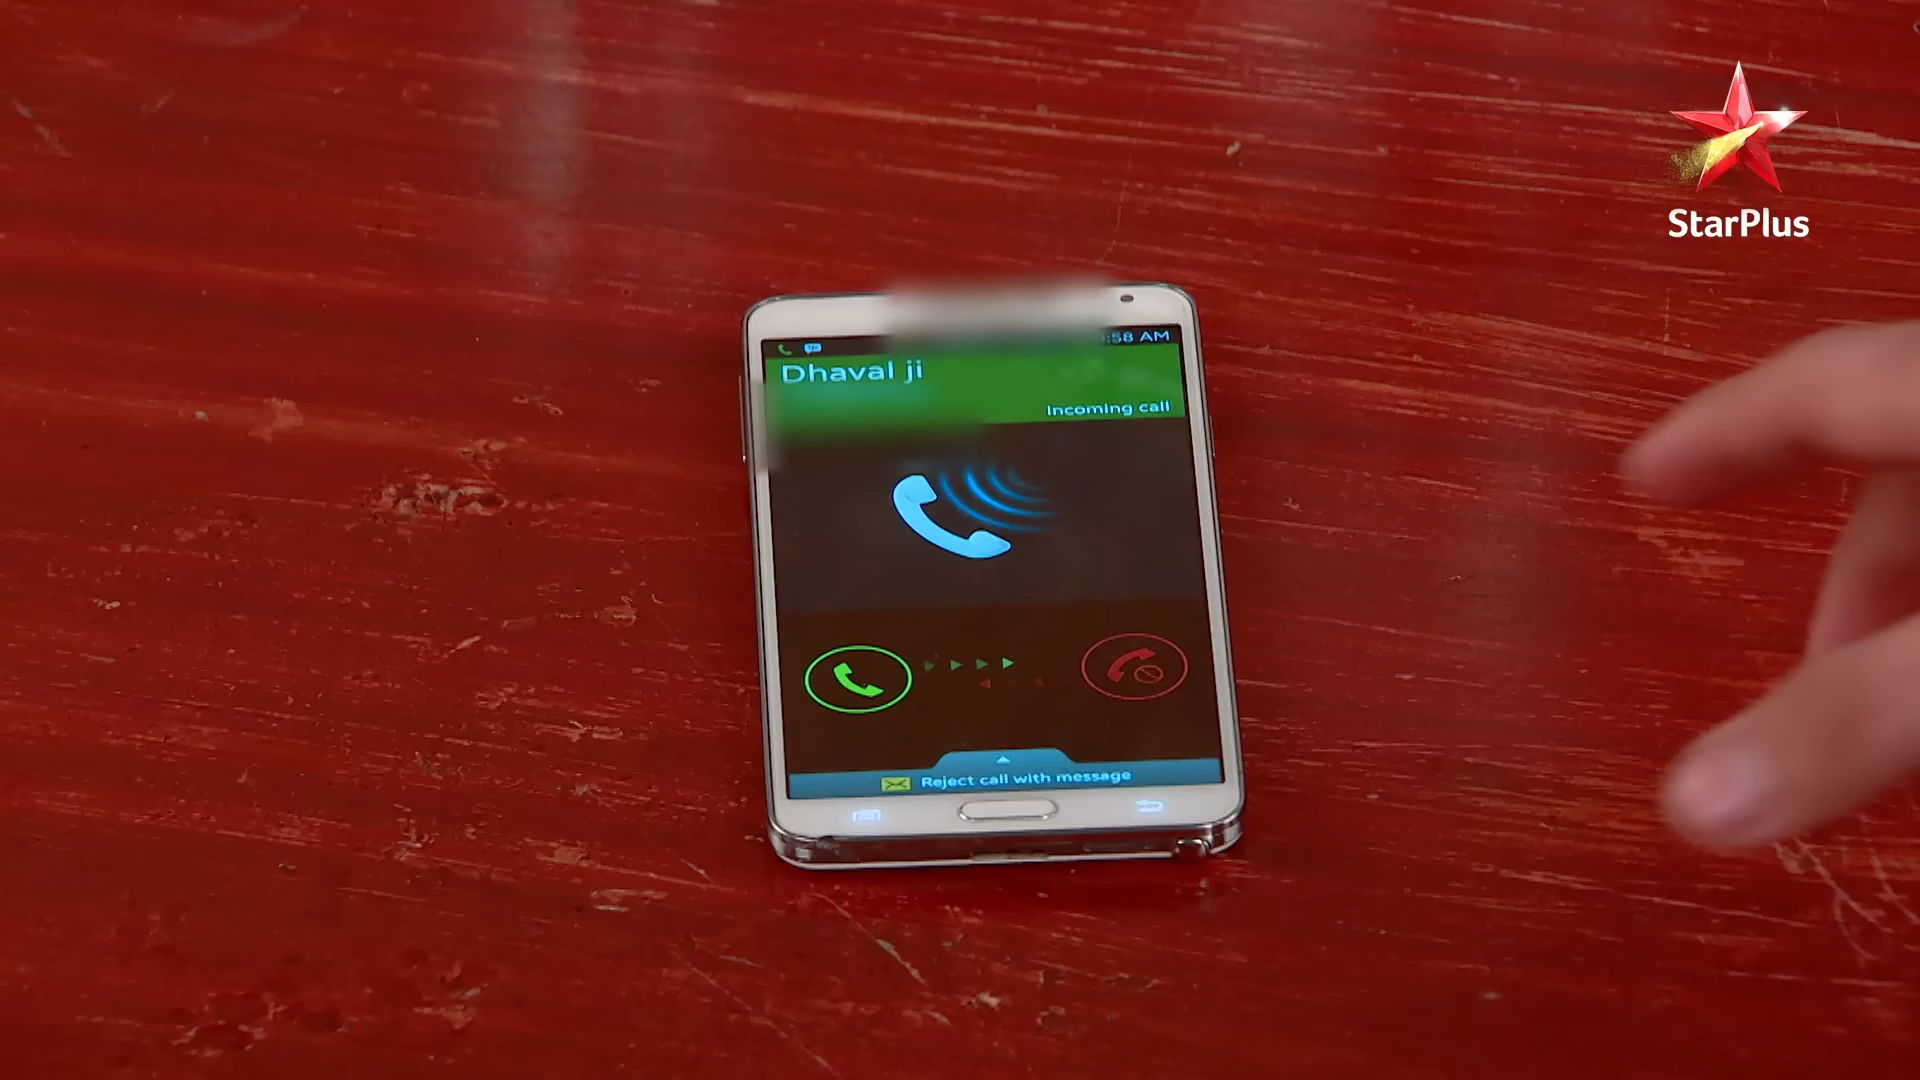 StarPlus
:58 AM
Dhaval ji
Incoming call
Reject call with message